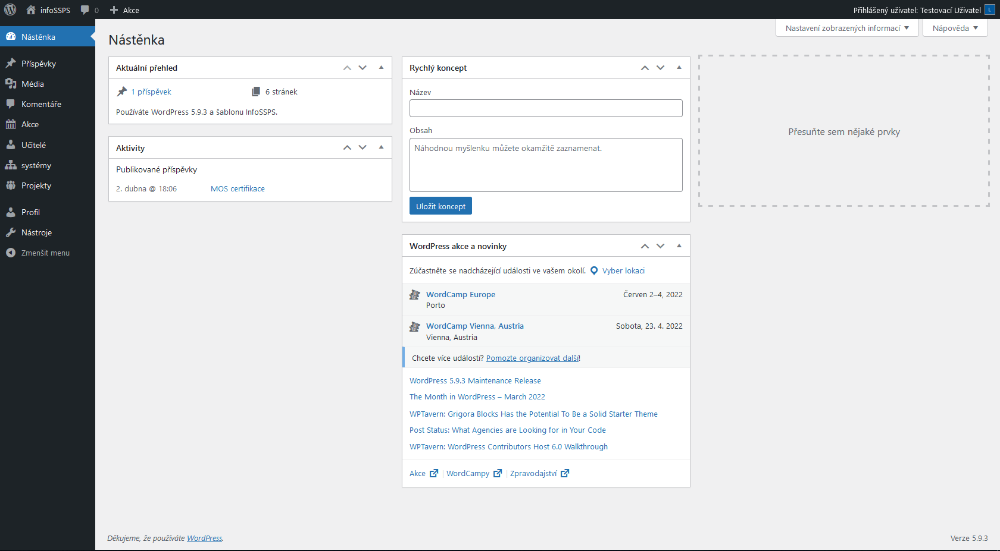 infoSSPS 0 Akce Přihlášený uživatel: Testovací Uživatel L
Nástěnka
Příspěvky
Média
Komentáře
Akce
Učitelé
systémy
Projekty
Profil
Nástroje
Zmenšit menu
Nastavení zobrazených informací Nápověda
Nástěnka
Aktuální přehled
1 příspěvek 6 stránek
Používáte WordPress 5.9.3 a šablonu InfoSSPS.
Aktivity
Publikované příspěvky
2. dubna @ 18:06 MOS certifikace
Rychlý koncept
Název
Obsah
Náhodnou myšlenku můžete okamžitě zaznamenat.
Uložit koncept
WordPress akce a novinky
Zúčastněte se nadcházející události ve vašem okolí. Vyber lokaci
WordCamp Europe Červen 2–4, 2022
Porto
WordCamp Vienna, Austria Sobota, 23. 4. 2022
Vienna, Austria
Chcete více událostí? Pomozte organizovat další!
WordPress 5.9.3 Maintenance Release
The Month in WordPress – March 2022
WPTavern: Grigora Blocks Has the Potential To Be a Solid Starter Theme
Post Status: What Agencies are Looking for in Your Code
WPTavern: WordPress Contributors Host 6.0 Walkthrough
Akce | WordCampy | Zpravodajství
Přesuňte sem nějaké prvky
Děkujeme, že používáte WordPress.
Verze 5.9.3